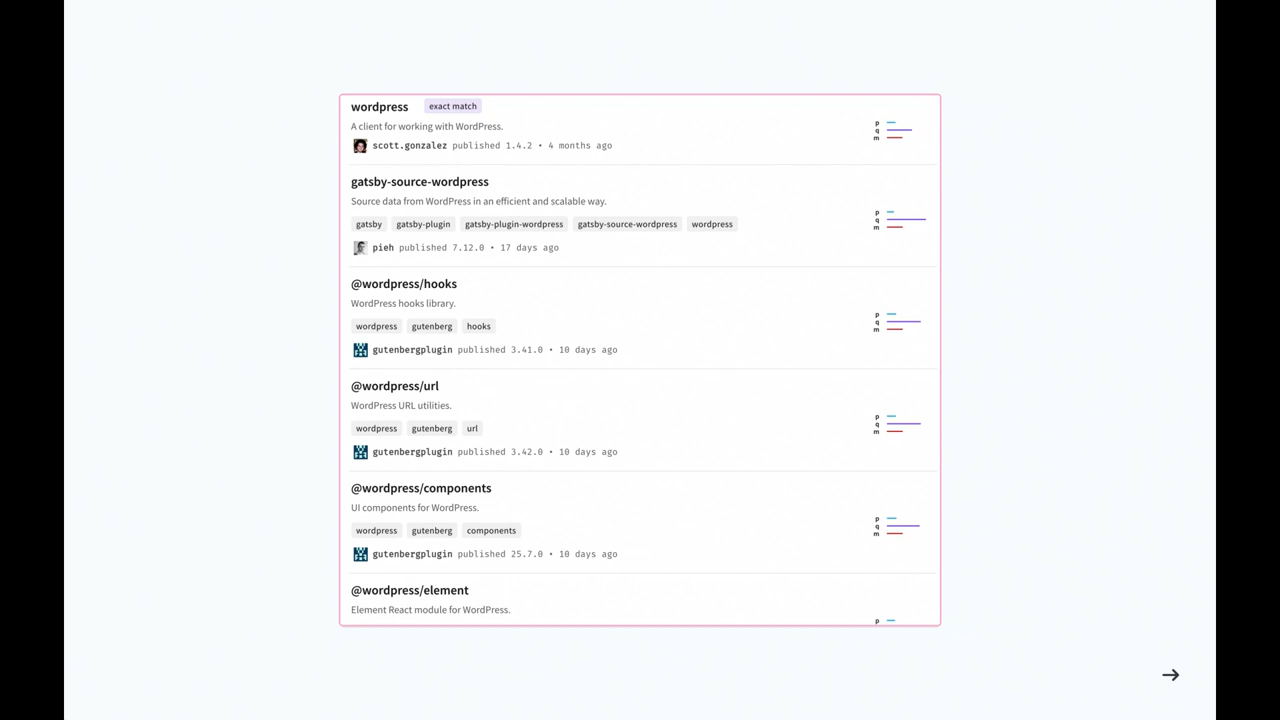 wordpress exact match
A client for working with WordPress.
scott.gonzalez published 1.4.2 • 4 months ago
p
q
m
gatsby-source-wordpress
Source data from WordPress in an efficient and scalable way.
gatsby gatsby-plugin gatsby-plugin-wordpress gatsby-source-wordpress wordpress
pieh published 7.12.0 • 17 days ago
p
q
m
@wordpress/hooks
WordPress hooks library.
wordpress gutenberg hooks
gutenbergplugin published 3.41.0 • 10 days ago
p
q
m
@wordpress/url
WordPress URL utilities.
wordpress gutenberg url
gutenbergplugin published 3.42.0 • 10 days ago
p
q
m
@wordpress/components
UI components for WordPress.
wordpress gutenberg components
gutenbergplugin published 25.7.0 • 10 days ago
p
q
m
@wordpress/element
Element React module for WordPress.
p